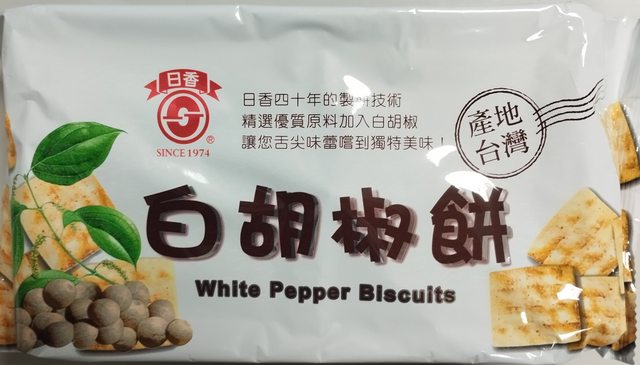 日香
®
SINCE 1974
日香四十年的製餅技術
精選優質原料加入白胡椒
讓您舌尖味蕾嚐到獨特美味！
產地
台灣
白胡椒餅
White Pepper Biscuits